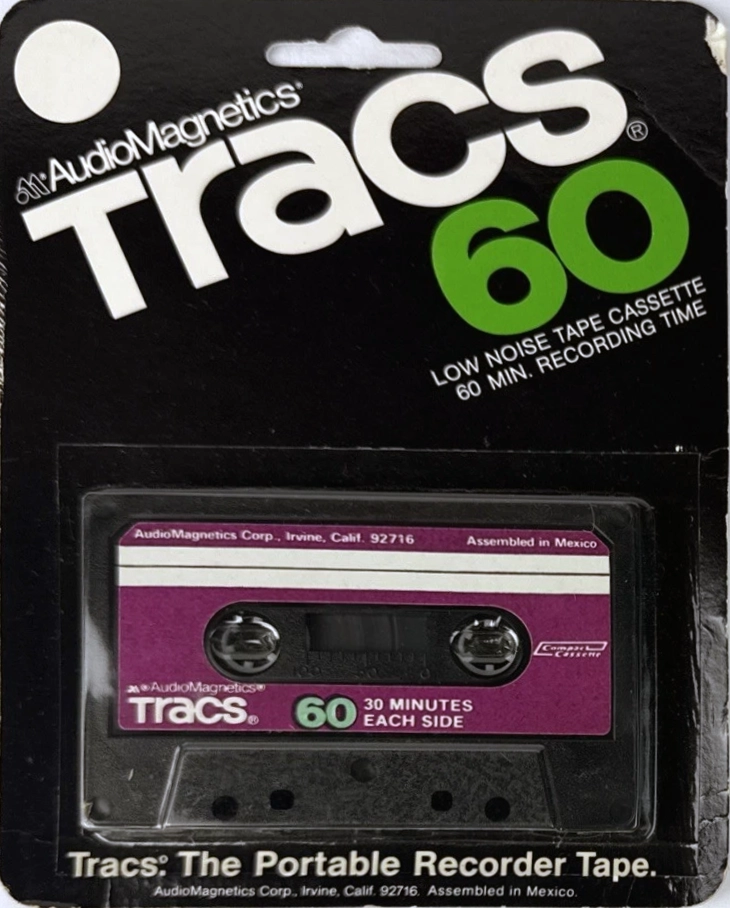 AudioMagnetics®
Tracs®
60
LOW NOISE TAPE CASSETTE
60 MIN. RECORDING TIME
AudioMagnetics Corp., Irvine, Calif. 92716 Assembled in Mexico
Compact
Cassette
AudioMagnetics®
Tracs® 60 30 MINUTES
EACH SIDE
Tracs:® The Portable Recorder Tape.
AudioMagnetics Corp., Irvine, Calif. 92716. Assembled in Mexico.